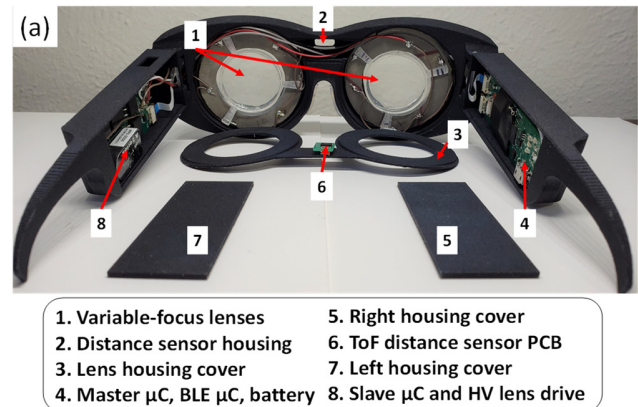 (a)
2
1
3
6
8
7
5
4
1. Variable-focus lenses
2. Distance sensor housing
3. Lens housing cover
4. Master µC, BLE µC, battery
5. Right housing cover
6. ToF distance sensor PCB
7. Left housing cover
8. Slave µC and HV lens drive